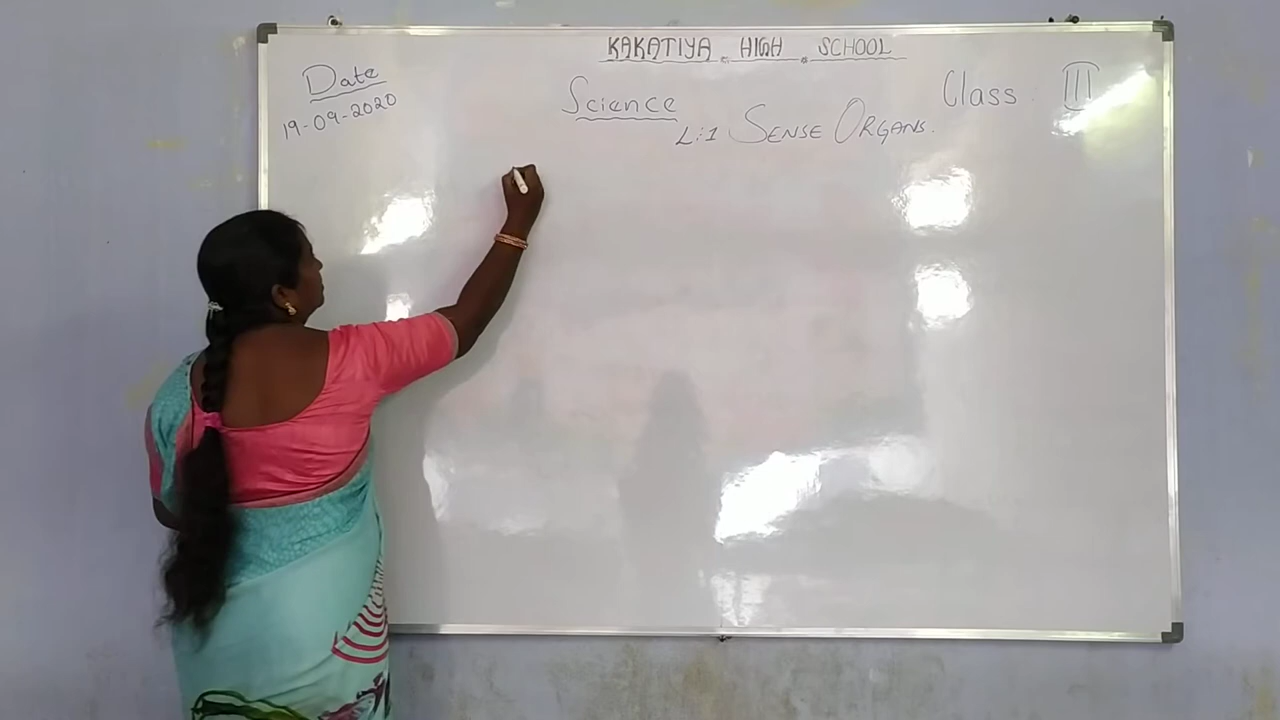 KAKATIYA HIGH SCHOOL
Date
19-09-2020
Science
Class III
L:1 SENSE ORGANS.